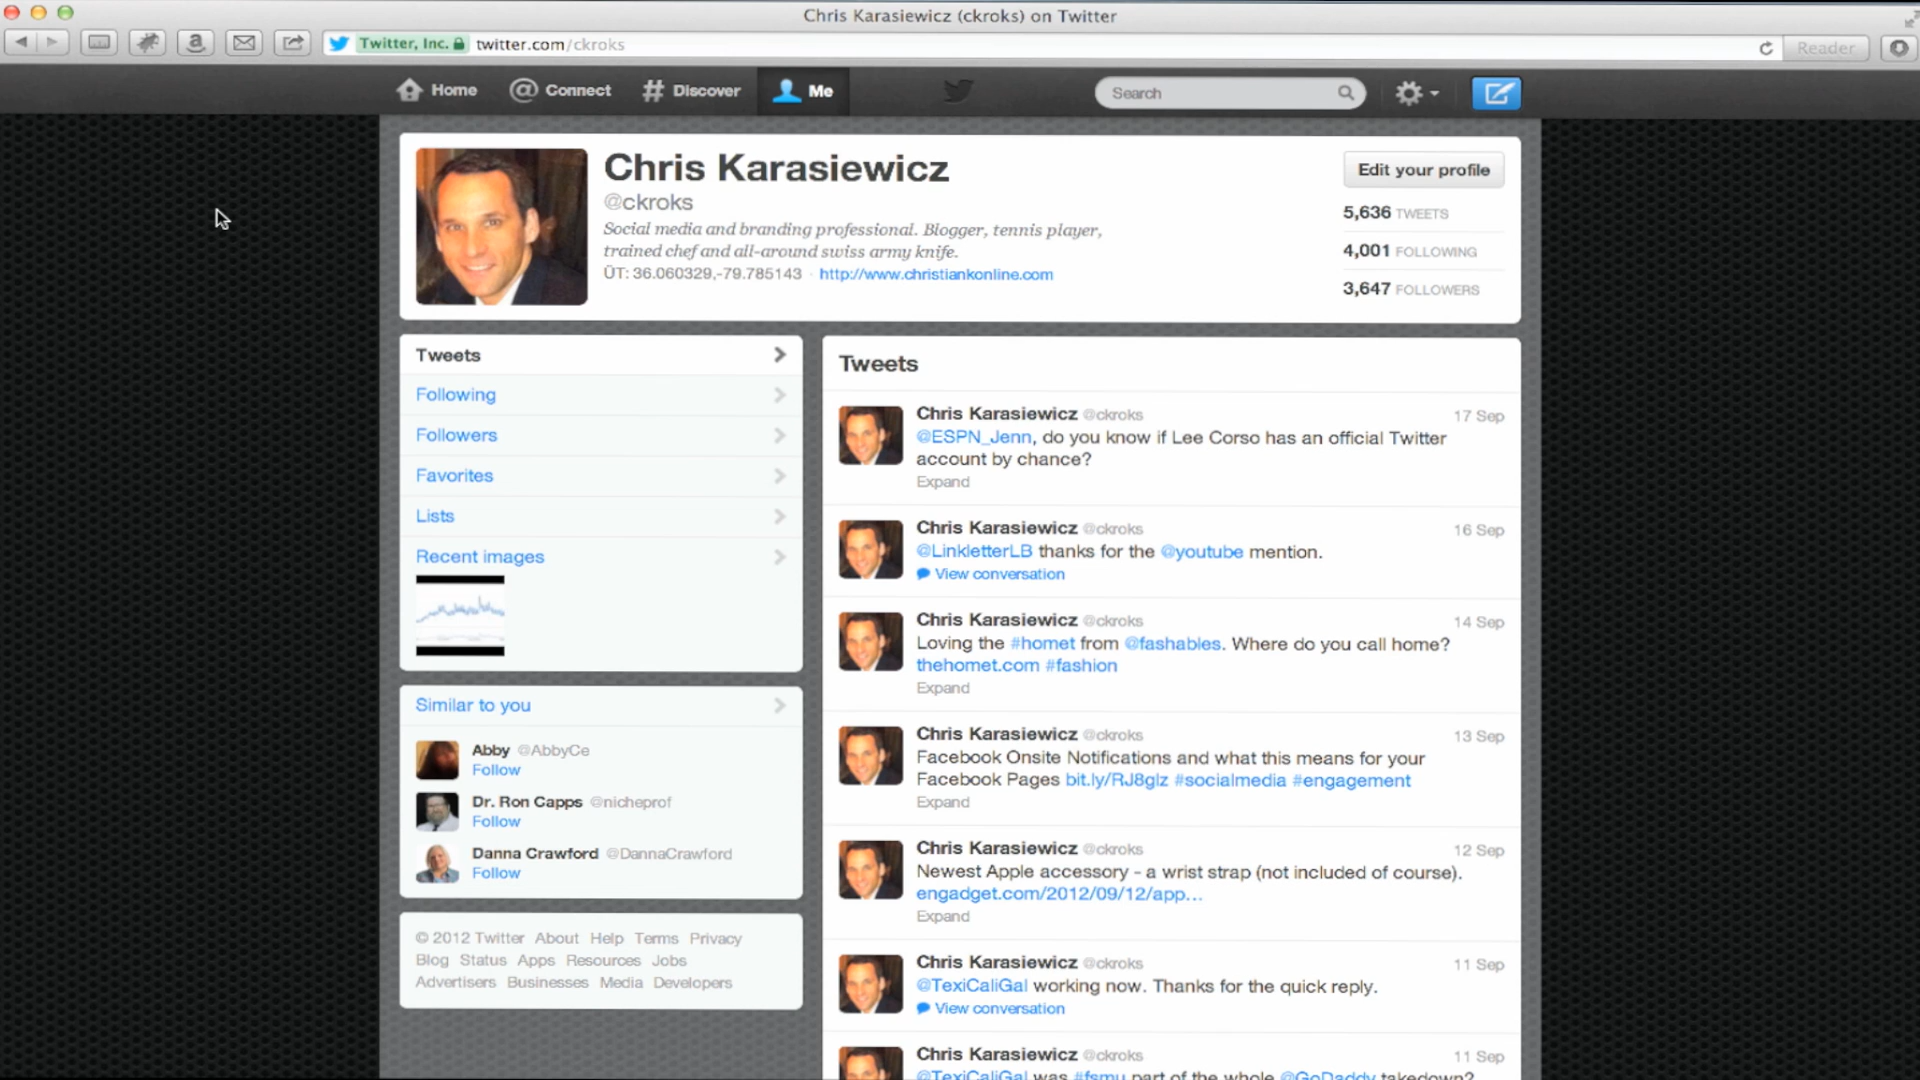 Chris Karasiewicz (ckroks) on Twitter
Twitter, Inc. twitter.com/ckroks
Reader
Home Connect Discover Me Search
Chris Karasiewicz
@ckroks
Social media and branding professional. Blogger, tennis player,
trained chef and all-around swiss army knife.
ÜT: 36.060329,-79.785143 · http://www.christiankonline.com
Edit your profile
5,636 TWEETS
4,001 FOLLOWING
3,647 FOLLOWERS
Tweets
Following
Followers
Favorites
Lists
Recent images
Similar to you
Abby @AbbyCe
Follow
Dr. Ron Capps @nicheprof
Follow
Danna Crawford @DannaCrawford
Follow
© 2012 Twitter About Help Terms Privacy
Blog Status Apps Resources Jobs
Advertisers Businesses Media Developers
Tweets
Chris Karasiewicz @ckroks 17 Sep
@ESPN_Jenn, do you know if Lee Corso has an official Twitter
account by chance?
Expand
Chris Karasiewicz @ckroks 16 Sep
@LinkletterLB thanks for the @youtube mention.
View conversation
Chris Karasiewicz @ckroks 14 Sep
Loving the #homet from @fashables. Where do you call home?
thehomet.com #fashion
Expand
Chris Karasiewicz @ckroks 13 Sep
Facebook Onsite Notifications and what this means for your
Facebook Pages bit.ly/RJ8glz #socialmedia #engagement
Expand
Chris Karasiewicz @ckroks 12 Sep
Newest Apple accessory - a wrist strap (not included of course).
engadget.com/2012/09/12/app...
Expand
Chris Karasiewicz @ckroks 11 Sep
@TexiCaliGal working now. Thanks for the quick reply.
View conversation
Chris Karasiewicz @ckroks 11 Sep
@TexiCaliGal was #fsmu part of the whole @GoDaddy takedown?